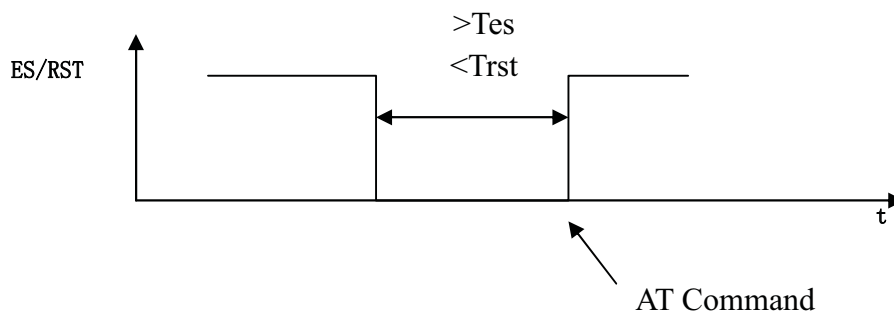 >Tes
<Trst
ES/RST
t
AT Command